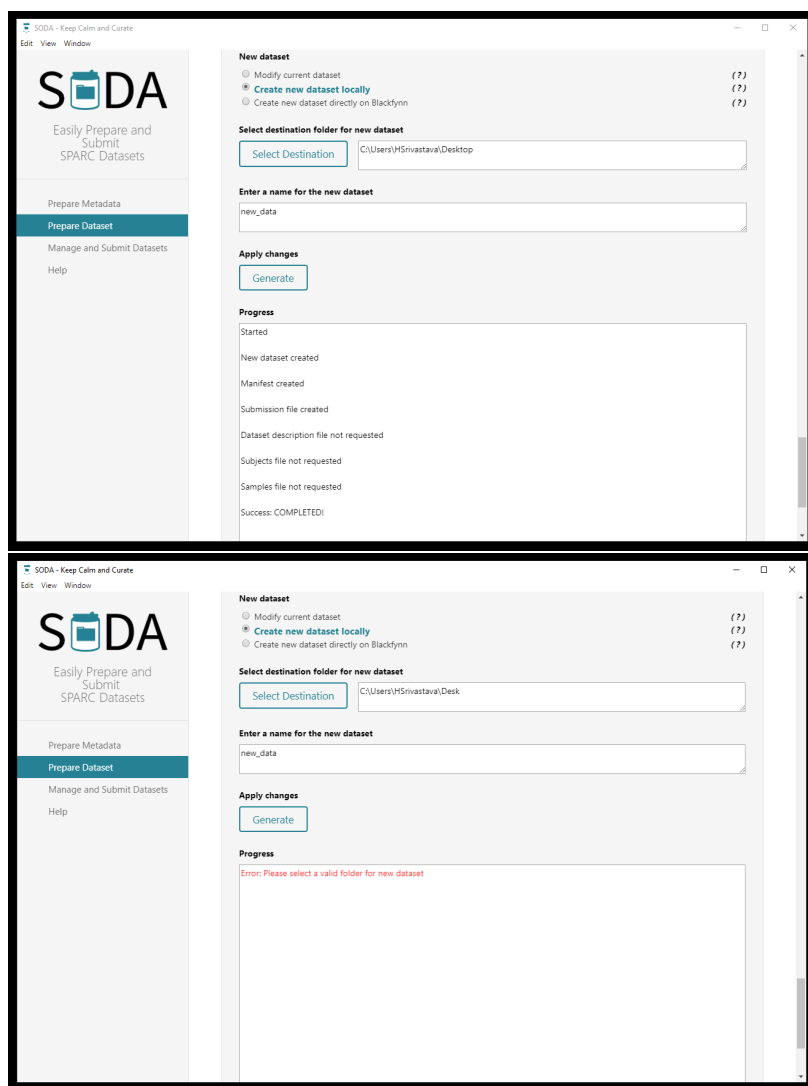 SODA - Keep Calm and Curate
Edit View Window
SODA
Easily Prepare and
Submit
SPARC Datasets
Prepare Metadata
Prepare Dataset
Manage and Submit Datasets
Help
New dataset
Modify current dataset (?)
Create new dataset locally (?)
Create new dataset directly on Blackfynn (?)
Select destination folder for new dataset
Select Destination C:\Users\HSrivastava\Desktop
Enter a name for the new dataset
new_data
Apply changes
Generate
Progress
Started
New dataset created
Manifest created
Submission file created
Dataset description file not requested
Subjects file not requested
Samples file not requested
Success: COMPLETED!
SODA - Keep Calm and Curate
Edit View Window
SODA
Easily Prepare and
Submit
SPARC Datasets
Prepare Metadata
Prepare Dataset
Manage and Submit Datasets
Help
New dataset
Modify current dataset (?)
Create new dataset locally (?)
Create new dataset directly on Blackfynn (?)
Select destination folder for new dataset
Select Destination C:\Users\HSrivastava\Desk
Enter a name for the new dataset
new_data
Apply changes
Generate
Progress
Error: Please select a valid folder for new dataset